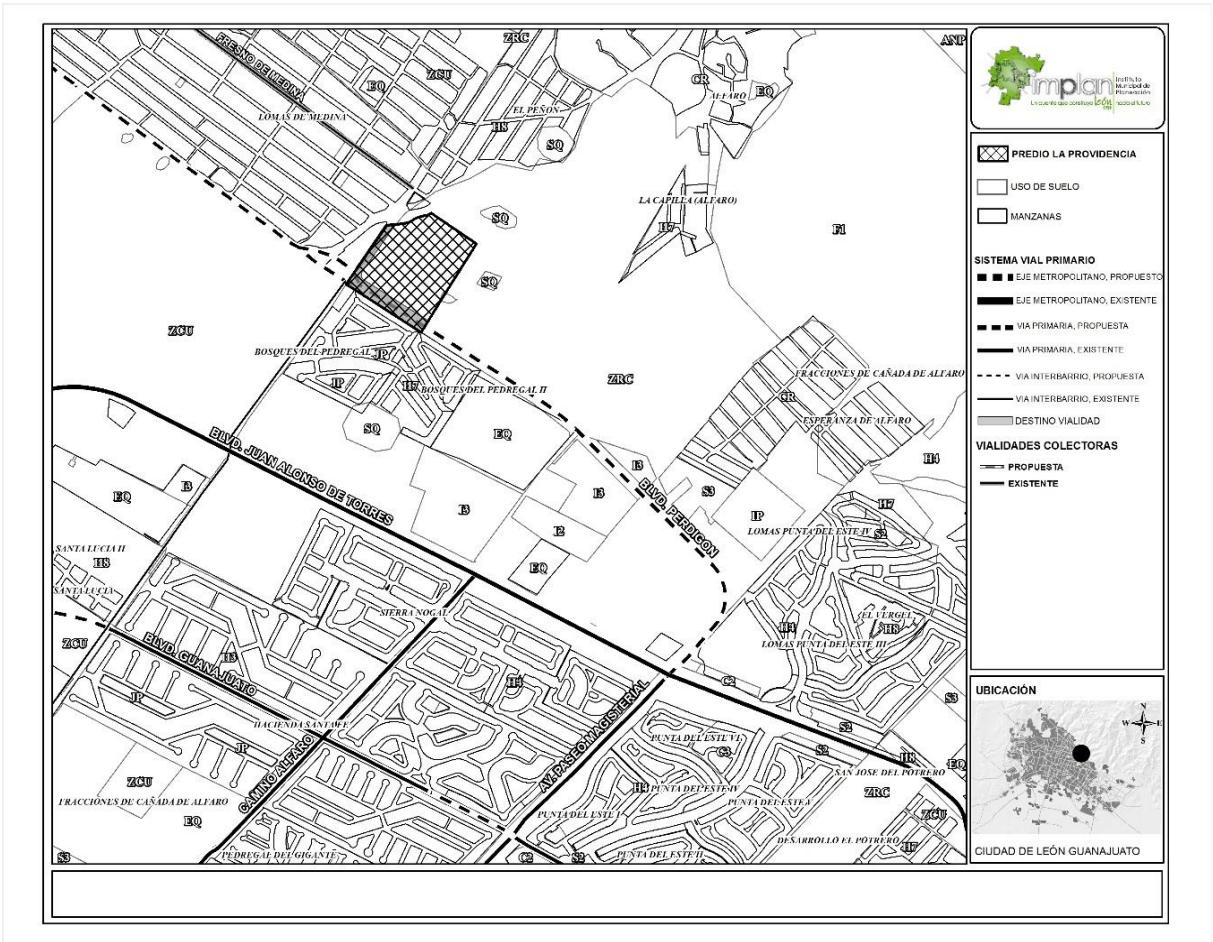 FRESNO DE MEDINA
ZRC
ANP
ZCU
EQ
CR
ALFARO
EQ
LOMAS DE MEDINA
EL PEÑON
H8
SQ
LA CAPILLA (ALFARO)
H7
SQ
F1
SQ
ZCU
BOSQUES DEL PEDREGAL
JP
JP
H7
BOSQUES DEL PEDREGAL II
ZRC
FRACCIONES DE CAÑADA DE ALFARO
CR
ESPERANZA DE ALFARO
SQ
EQ
BLVD. JUAN ALONSO DE TORRES
H4
I3
EQ
I3
I3
I3
S3
BLVD. PERDIGON
IP
H7
I2
LOMAS PUNTA DEL ESTE IV
S2
SANTA LUCIA II
H8
EQ
SANTA LUCIA
SIERRA NOGAL
EL VERGEL
H4
H8
ZCU
BLVD. GUANAJUATO
H3
LOMAS PUNTA DEL ESTE III
H4
C2
JP
AV. PASEO MAGISTERIAL
S3
HACIENDA SANTA FE
S2
JP
CAMINO ALFARO
PUNTA DEL ESTE VI
S2
H8
EQ
SAN JOSE DEL POTRERO
ZCU
H4
PUNTA DEL ESTE IV
ZRC
FRACCIONES DE CAÑADA DE ALFARO
PUNTA DEL ESTE V
EQ
PUNTA DEL ESTE I
ZCU
DESARROLLO EL POTRERO
H7
S3
PEDREGAL DEL GIGANTE
C2
S2
PUNTA DEL ESTE II
implan
Instituto
Municipal de
Planeación
PREDIO LA PROVIDENCIA
USO DE SUELO
MANZANAS
SISTEMA VIAL PRIMARIO
EJE METROPOLITANO, PROPUESTO
EJE METROPOLITANO, EXISTENTE
VIA PRIMARIA, PROPUESTA
VIA PRIMARIA, EXISTENTE
VIA INTERBARRIO, PROPUESTA
VIA INTERBARRIO, EXISTENTE
DESTINO VIALIDAD
VIALIDADES COLECTORAS
PROPUESTA
EXISTENTE
UBICACIÓN
N
W E
S
CIUDAD DE LEÓN GUANAJUATO